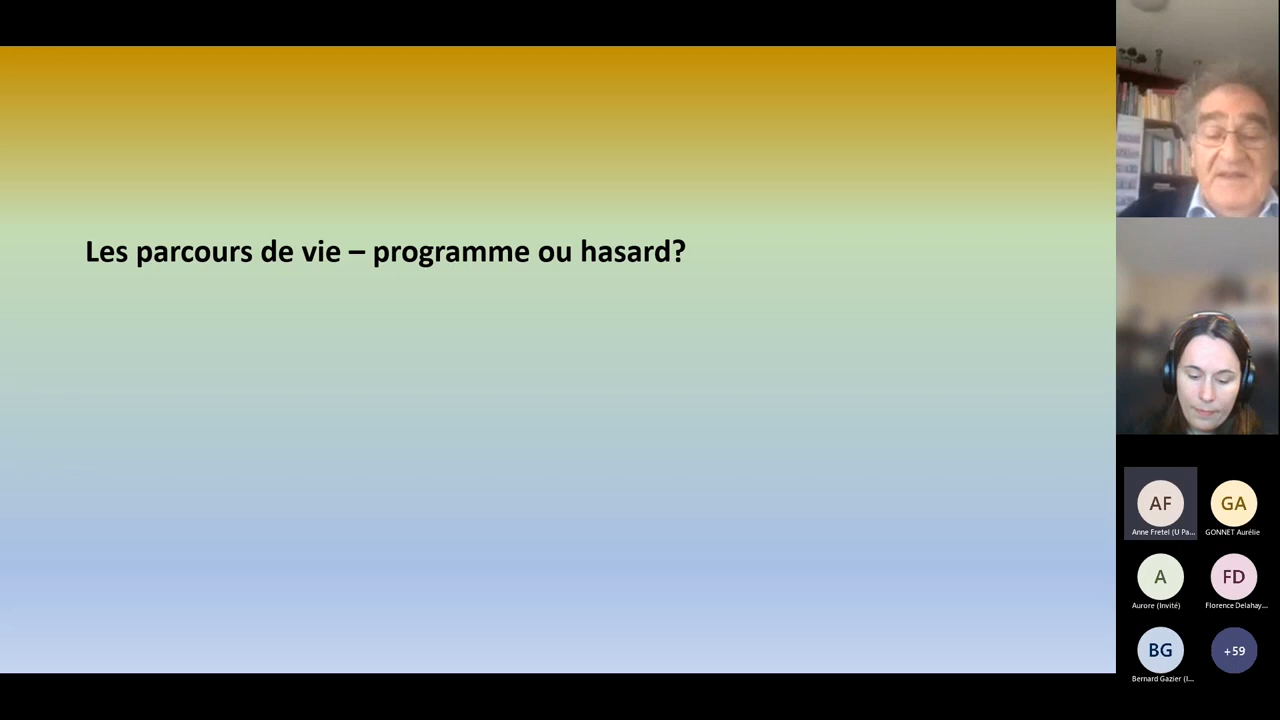 Les parcours de vie – programme ou hasard?
AF
Anne Fretel (U Pa...
GA
GONNET Aurélie
A
Aurore (Invité)
FD
Florence Delahay...
BG
Bernard Gazier (I...
+59